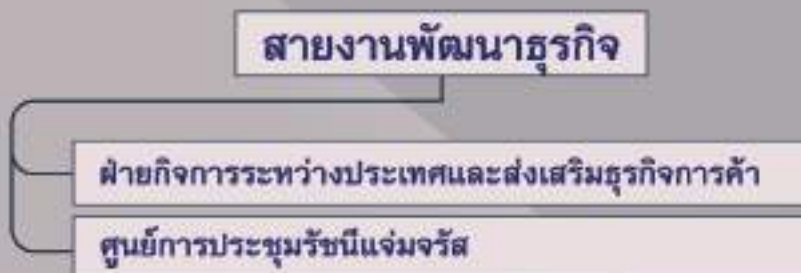 สายงานพัฒนาธุรกิจ
ฝ่ายกิจการระหว่างประเทศและส่งเสริมธุรกิจการค้า
ศูนย์การประชุมรัชนีแจ่มจรัส